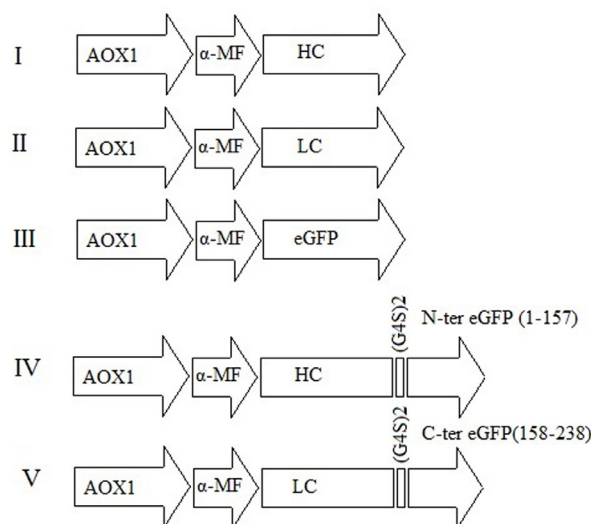 I AOX1 α-MF HC
II AOX1 α-MF LC
III AOX1 α-MF eGFP
IV AOX1 α-MF HC (G4S)2 N-ter eGFP (1-157)
V AOX1 α-MF LC (G4S)2 C-ter eGFP(158-238)